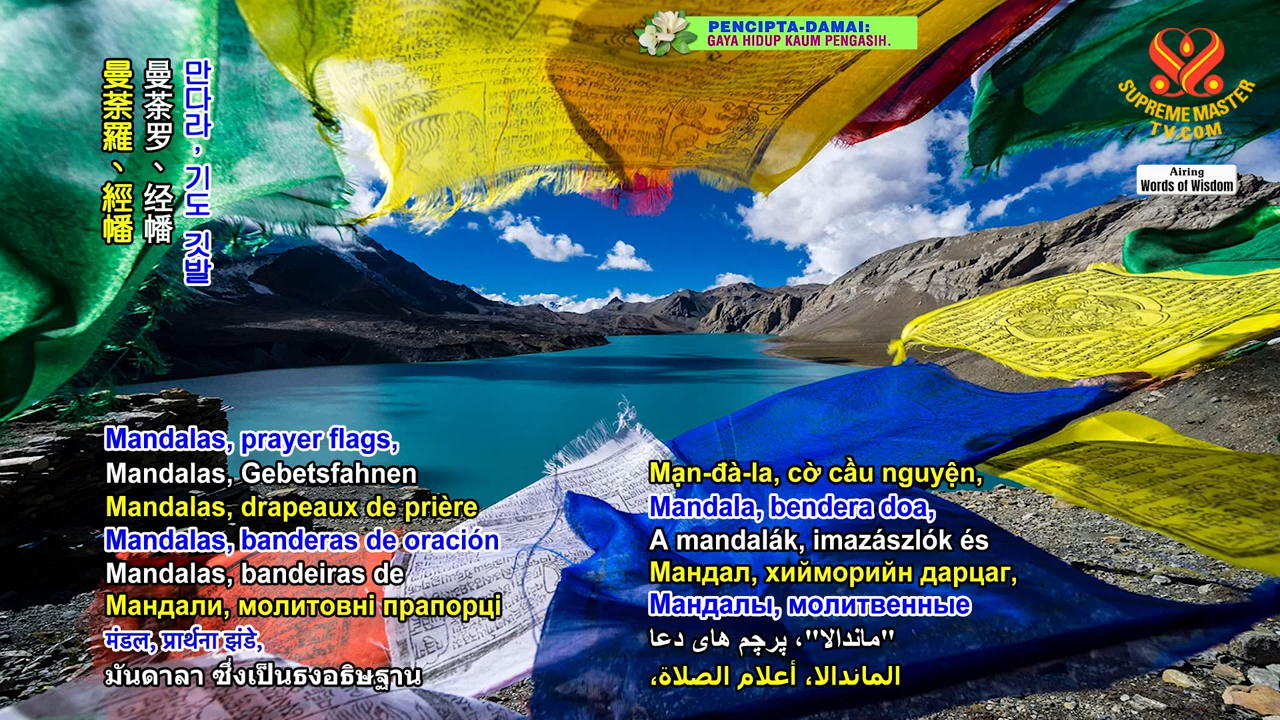 PENCIPTA-DAMAI:
GAYA HIDUP KAUM PENGASIH.
SUPREME MASTER
TV.COM
Airing
Words of Wisdom
만다라, 기도 깃발
曼荼罗、经幡
曼荼羅、經幡
Mandalas, prayer flags,
Mandalas, Gebetsfahnen
Mandalas, drapeaux de prière
Mandalas, banderas de oración
Mandalas, bandeiras de
Мандали, молитовні прапорці
मंडल, प्रार्थना झंडे,
มันดาลา ซึ่งเป็นธงอธิษฐาน
Mạn-đà-la, cờ cầu nguyện,
Mandala, bendera doa,
A mandalák, imazászlók és
Мандал, хийморийн дарцаг,
Мандалы, молитвенные
"ماندالا"، پرچم های دعا
الماندالا، أعلام الصلاة،